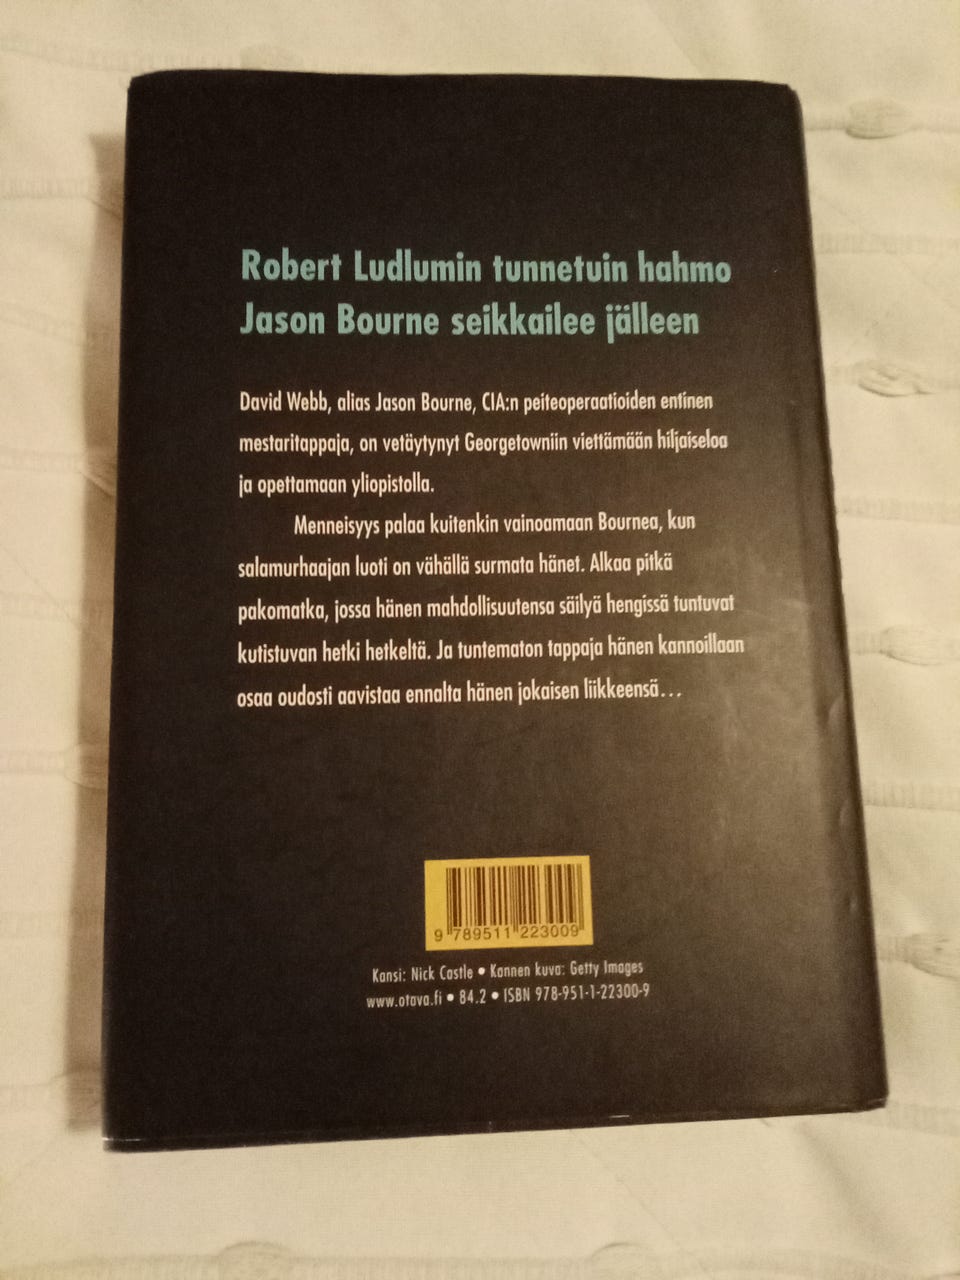 Robert Ludlumin tunnetuin hahmo
Jason Bourne seikkailee jälleen
David Webb, alias Jason Bourne, CIA:n peiteoperaatioiden entinen
mestaritappaja, on vetäytynyt Georgetowniin viettämään hiljaiseloa
ja opettamaan yliopistolla.
Menneisyys palaa kuitenkin vainoamaan Bournea, kun
salamurhaajan luoti on vähällä surmata hänet. Alkaa pitkä
pakomatka, jossa hänen mahdollisuutensa säilyä hengissä tuntuvat
kutistuvan hetki hetkeltä. Ja tuntematon tappaja hänen kannoillaan
osaa oudosti aavistaa ennalta hänen jokaisen liikkeensä...
9 789511 223009
Kansi: Nick Castle • Kannen kuva: Getty Images
www.otava.fi • 84.2 • ISBN 978-951-1-22300-9